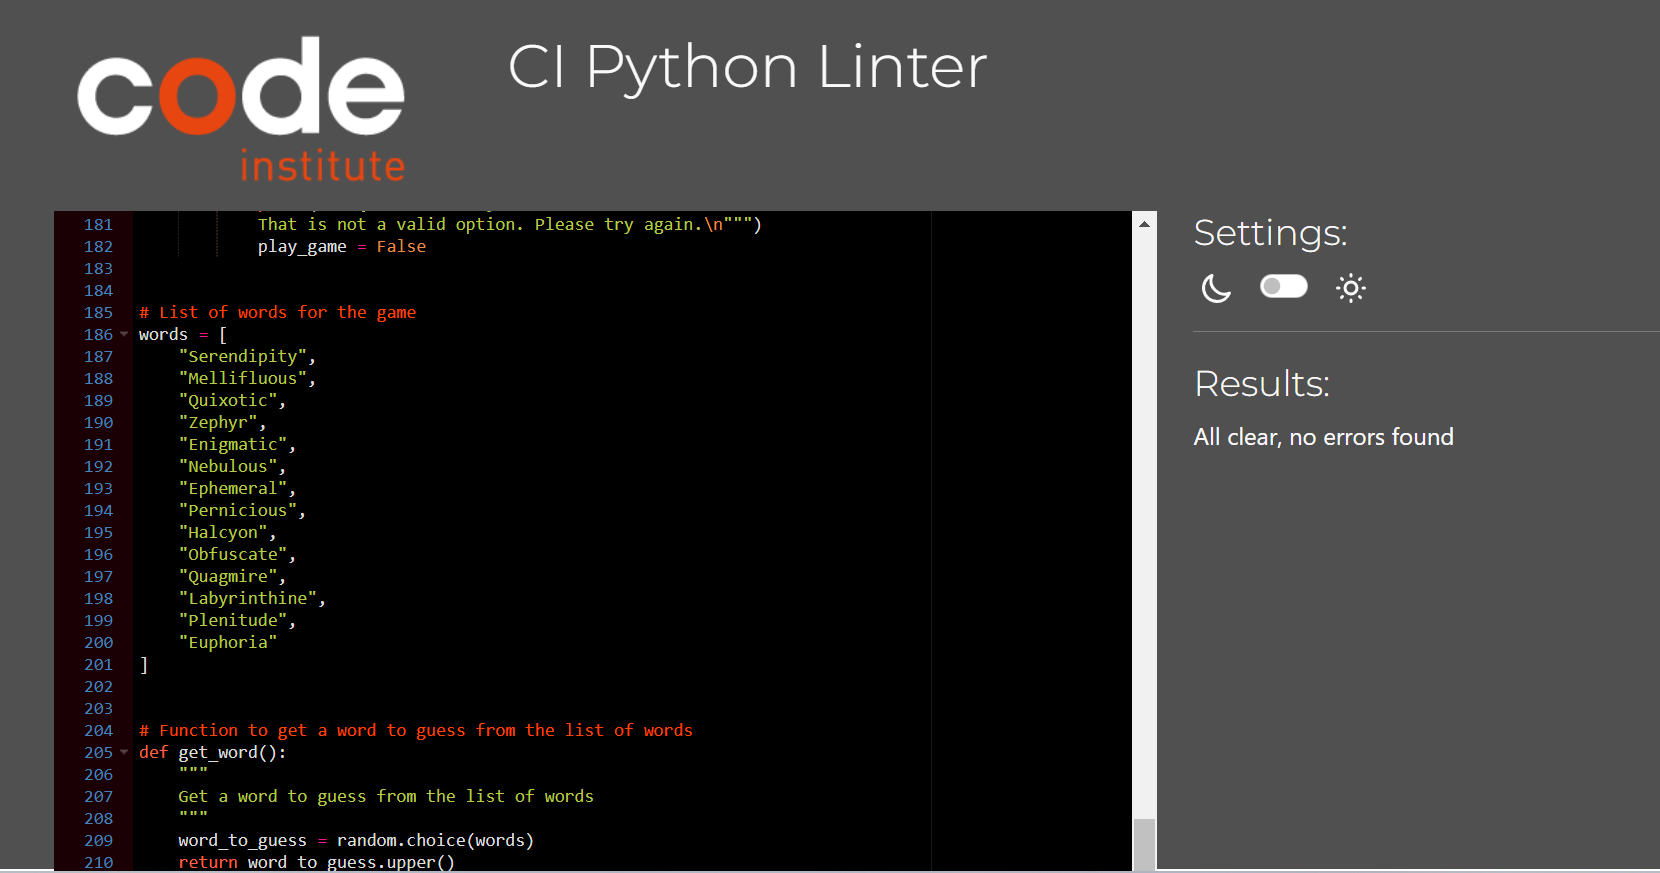 code
institute
CI Python Linter
181 That is not a valid option. Please try again.\n""")
182 play_game = False
183
184
185 # List of words for the game
186 words = [
187 "Serendipity",
188 "Mellifluous",
189 "Quixotic",
190 "Zephyr",
191 "Enigmatic",
192 "Nebulous",
193 "Ephemeral",
194 "Pernicious",
195 "Halcyon",
196 "Obfuscate",
197 "Quagmire",
198 "Labyrinthine",
199 "Plenitude",
200 "Euphoria"
201 ]
202
203
204 # Function to get a word to guess from the list of words
205 def get_word():
206 """
207 Get a word to guess from the list of words
208 """
209 word_to_guess = random.choice(words)
210 return word_to_guess.upper()
Settings:
Results:
All clear, no errors found